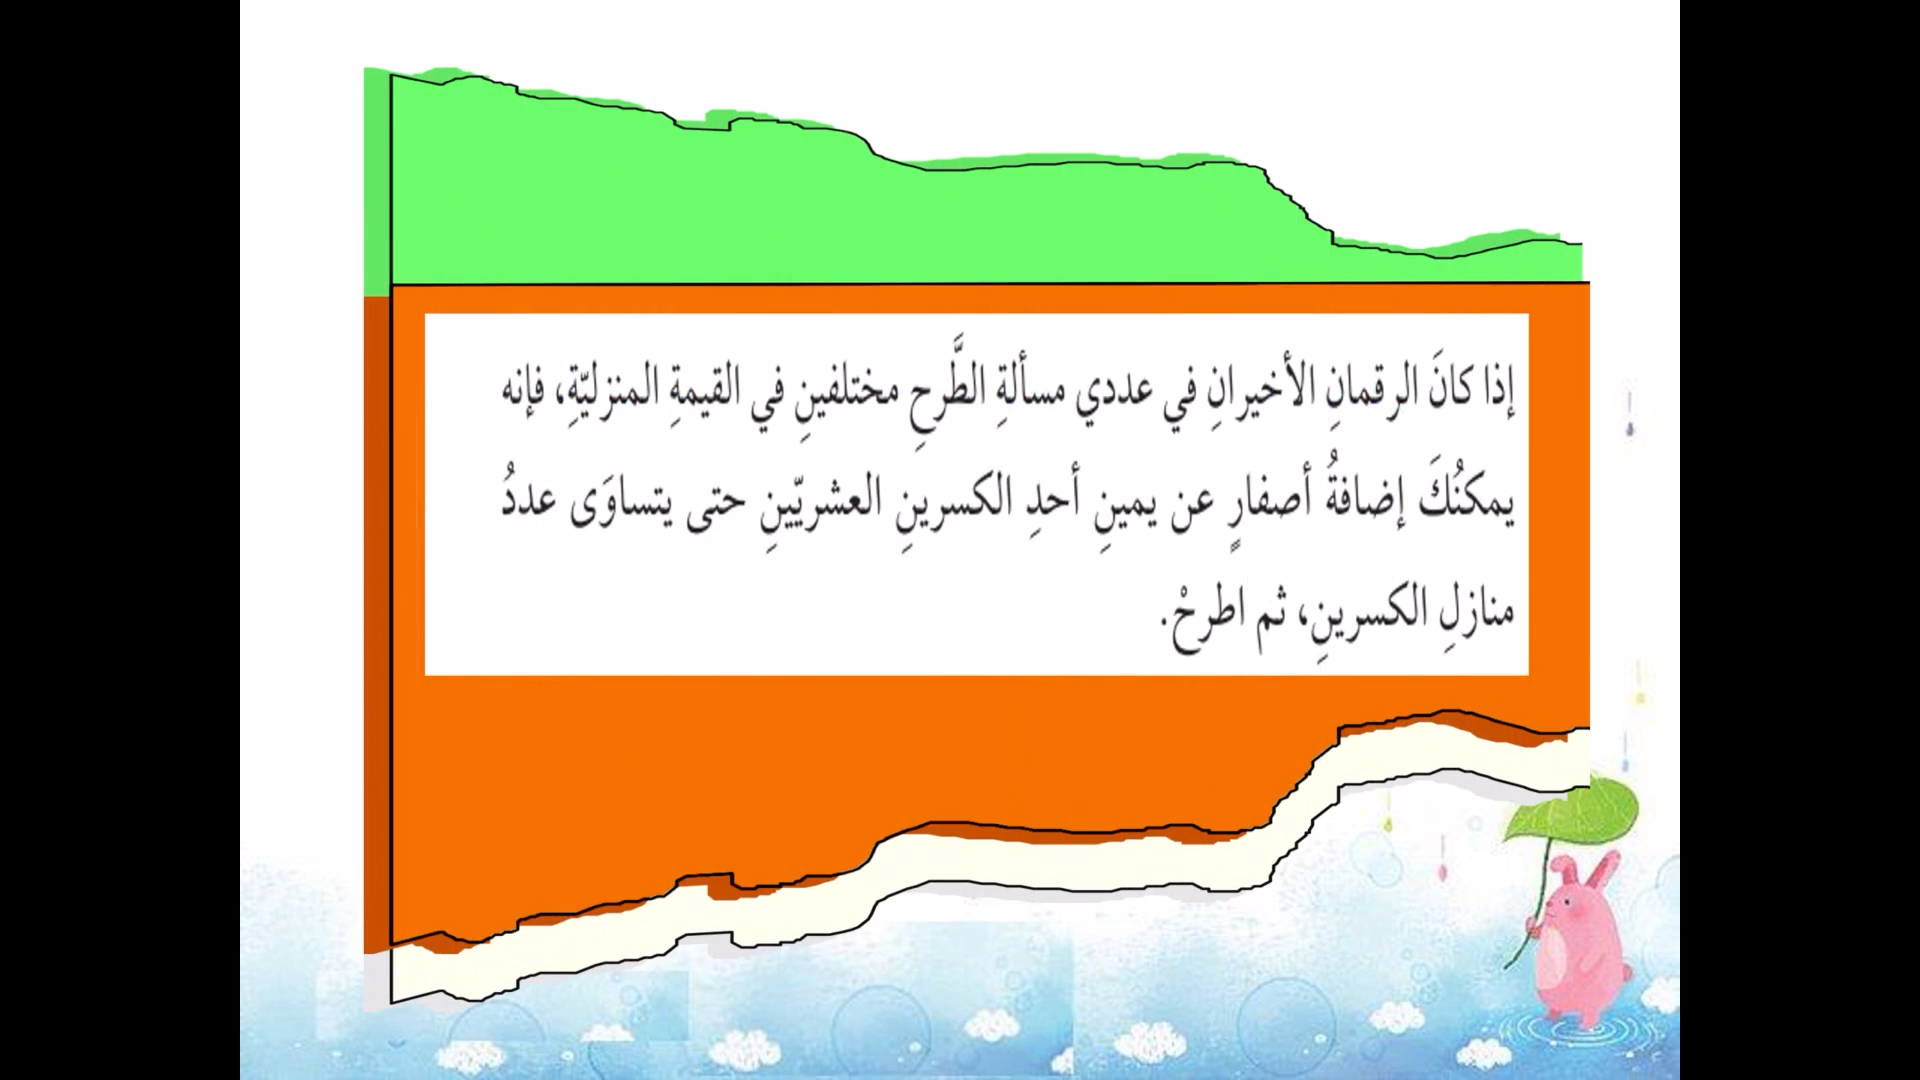 إذا كانَ الرقمانِ الأخيرانِ في عددي مسألةِ الطَّرحِ مختلفينِ في القيمةِ المنزليّةِ، فإنه
يمكنُكَ إضافةُ أصفارٍ عن يمينِ أحدِ الكسرينِ العشريّينِ حتى يتساوَى عددُ
منازلِ الكسرينِ، ثم اطرحْ.